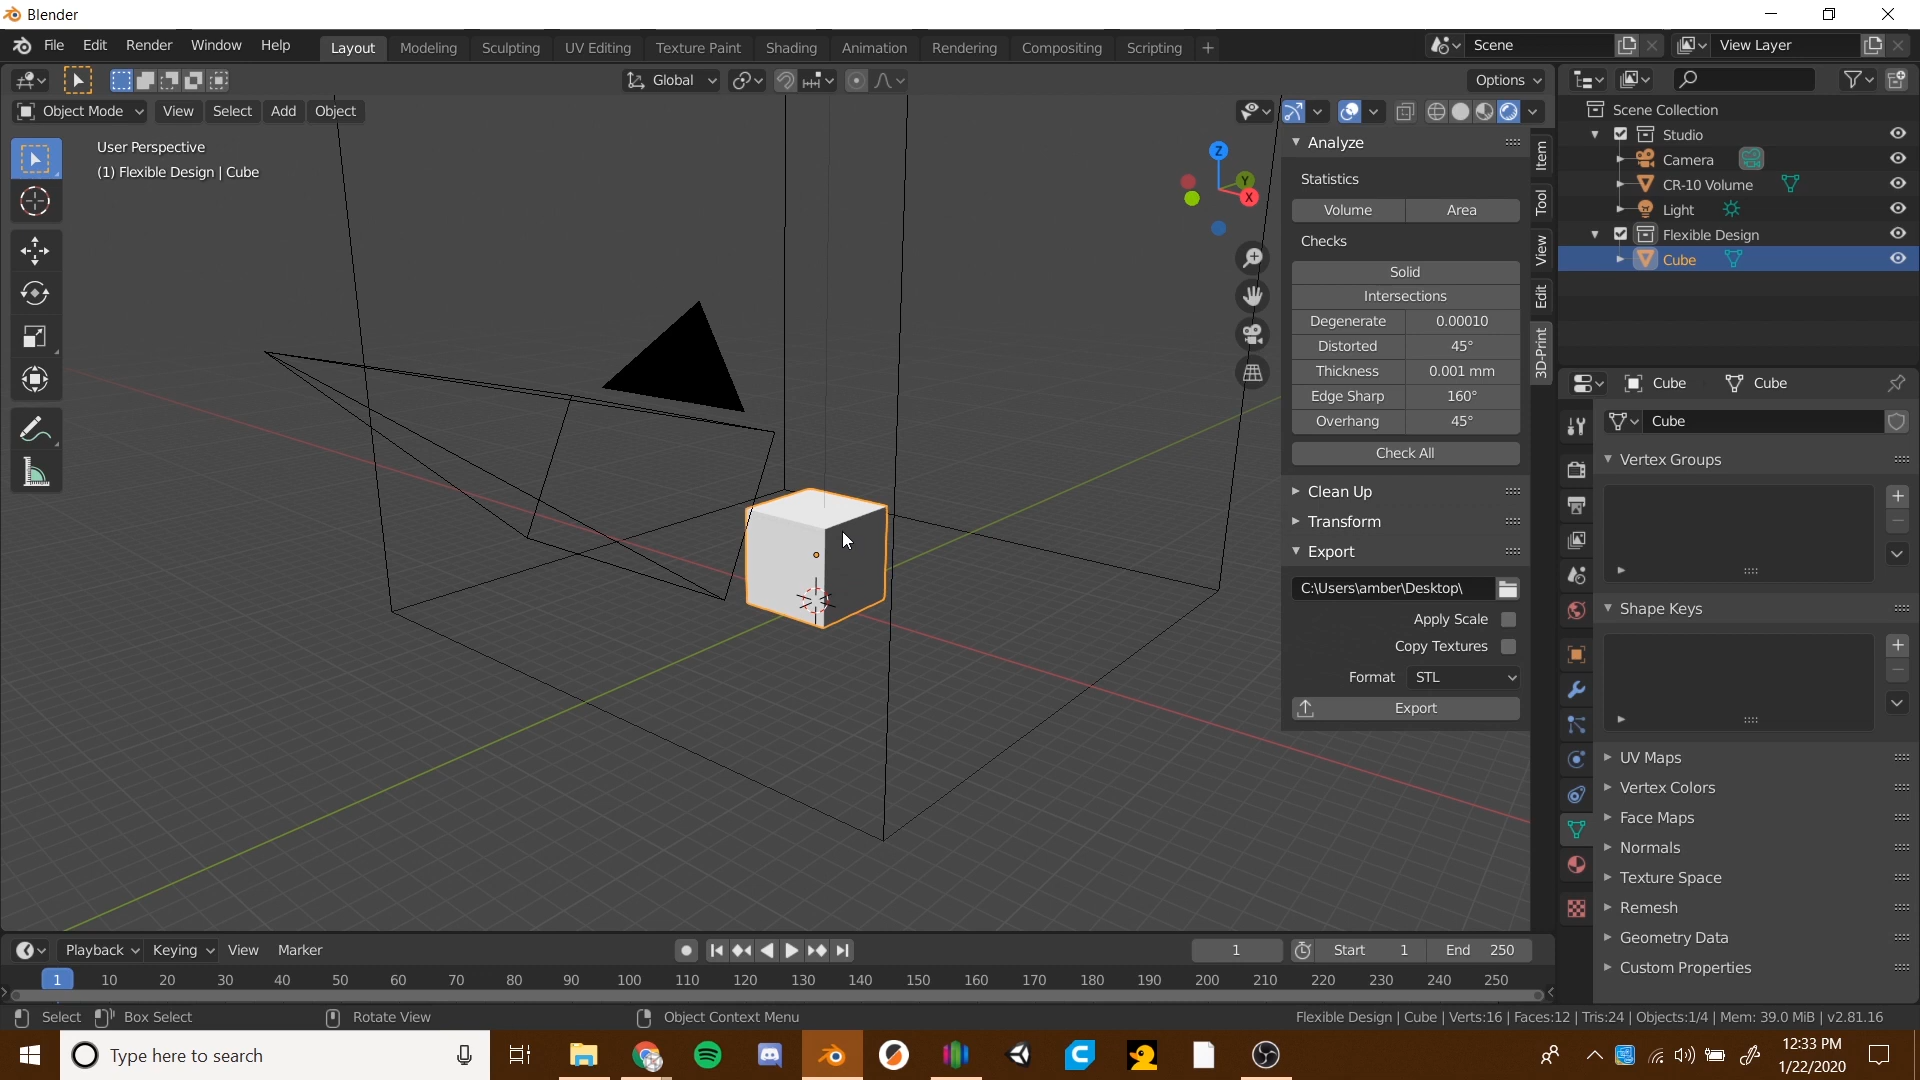 Blender
File Edit Render Window Help Layout Modeling Sculpting UV Editing Texture Paint Shading Animation Rendering Compositing Scripting + Scene View Layer
Global Options
Object Mode View Select Add Object
User Perspective
(1) Flexible Design | Cube
Z
Y
X
Analyze
Statistics
Volume Area
Checks
Solid
Intersections
Degenerate 0.00010
Distorted 45°
Thickness 0.001 mm
Edge Sharp 160°
Overhang 45°
Check All
Clean Up
Transform
Export
C:\Users\amber\Desktop\
Apply Scale
Copy Textures
Format STL
Export
Item
Tool
View
Edit
3D-Print
Scene Collection
Studio
Camera
CR-10 Volume
Light
Flexible Design
Cube
Cube Cube
Cube
Vertex Groups
Shape Keys
UV Maps
Vertex Colors
Face Maps
Normals
Texture Space
Remesh
Geometry Data
Custom Properties
Playback Keying View Marker 1 Start 1 End 250
1 10 20 30 40 50 60 70 80 90 100 110 120 130 140 150 160 170 180 190 200 210 220 230 240 250
Select Box Select Rotate View Object Context Menu Flexible Design | Cube | Verts:16 | Faces:12 | Tris:24 | Objects:1/4 | Mem: 39.0 MiB | v2.81.16
Type here to search
12:33 PM
1/22/2020